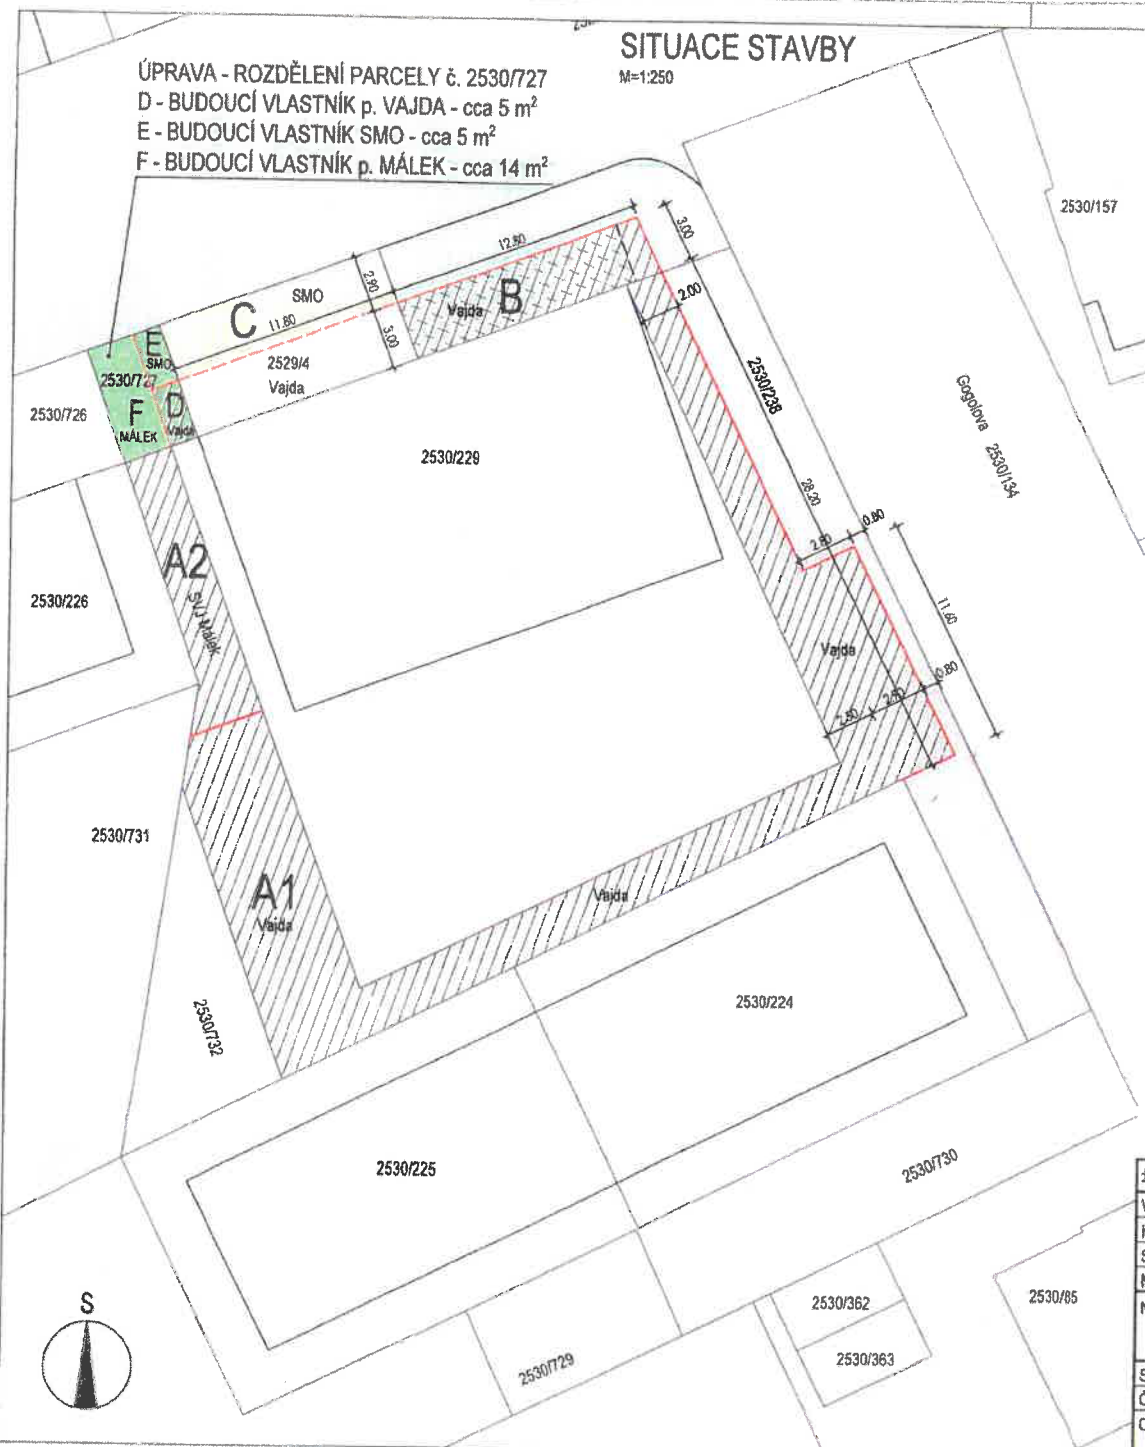 SITUACE STAVBY
M=1:250
ÚPRAVA - ROZDĚLENÍ PARCELY č. 2530/727
D - BUDOUCÍ VLASTNÍK p. VAJDA - cca 5 m²
E - BUDOUCÍ VLASTNÍK SMO - cca 5 m²
F - BUDOUCÍ VLASTNÍK p. MÁLEK - cca 14 m²
2530/157
3.00
12.80
2.90
SMO
C
11.80
Vajda
B
2.00
3.00
E
SMO
2530/727
2529/4
Vajda
2530/726
F
MÁLEK
D
Vajda
2530/238
Gogolova 2530/134
2530/229
28.20
2.80
0.80
A2
SVJ Málek
2530/226
11.60
Vajda
0.80
2.80
2.80
2530/731
A1
Vajda
Vajda
2530/732
2530/224
2530/225
2530/730
S
2530/362
2530/363
2530/85
2530/729